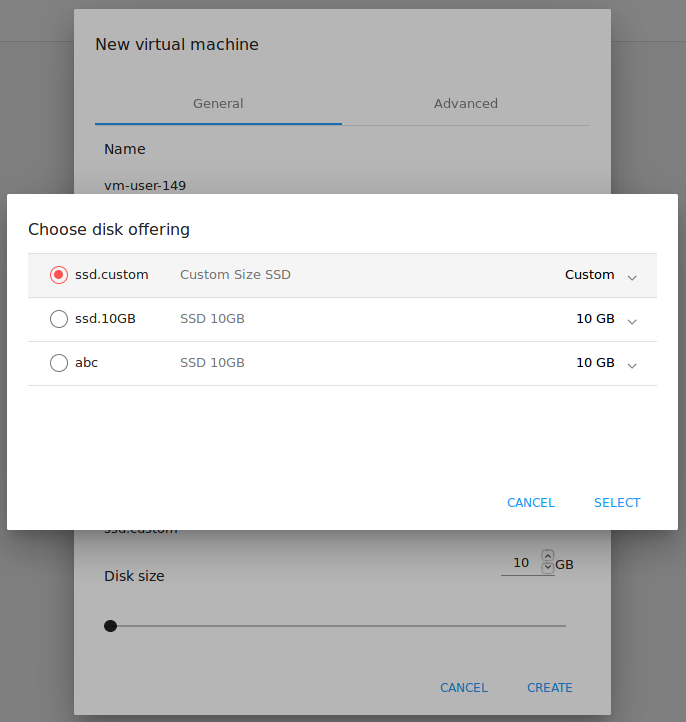 New virtual machine
General Advanced
Name
vm-user-149
Choose disk offering
ssd.custom Custom Size SSD Custom
ssd.10GB SSD 10GB 10 GB
abc SSD 10GB 10 GB
CANCEL SELECT
ssd.custom
Disk size 10 GB
CANCEL CREATE